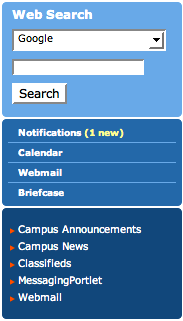 Web Search
Google
Search
Notifications (1 new)
Calendar
Webmail
Briefcase
Campus Announcements
Campus News
Classifieds
MessagingPortlet
Webmail